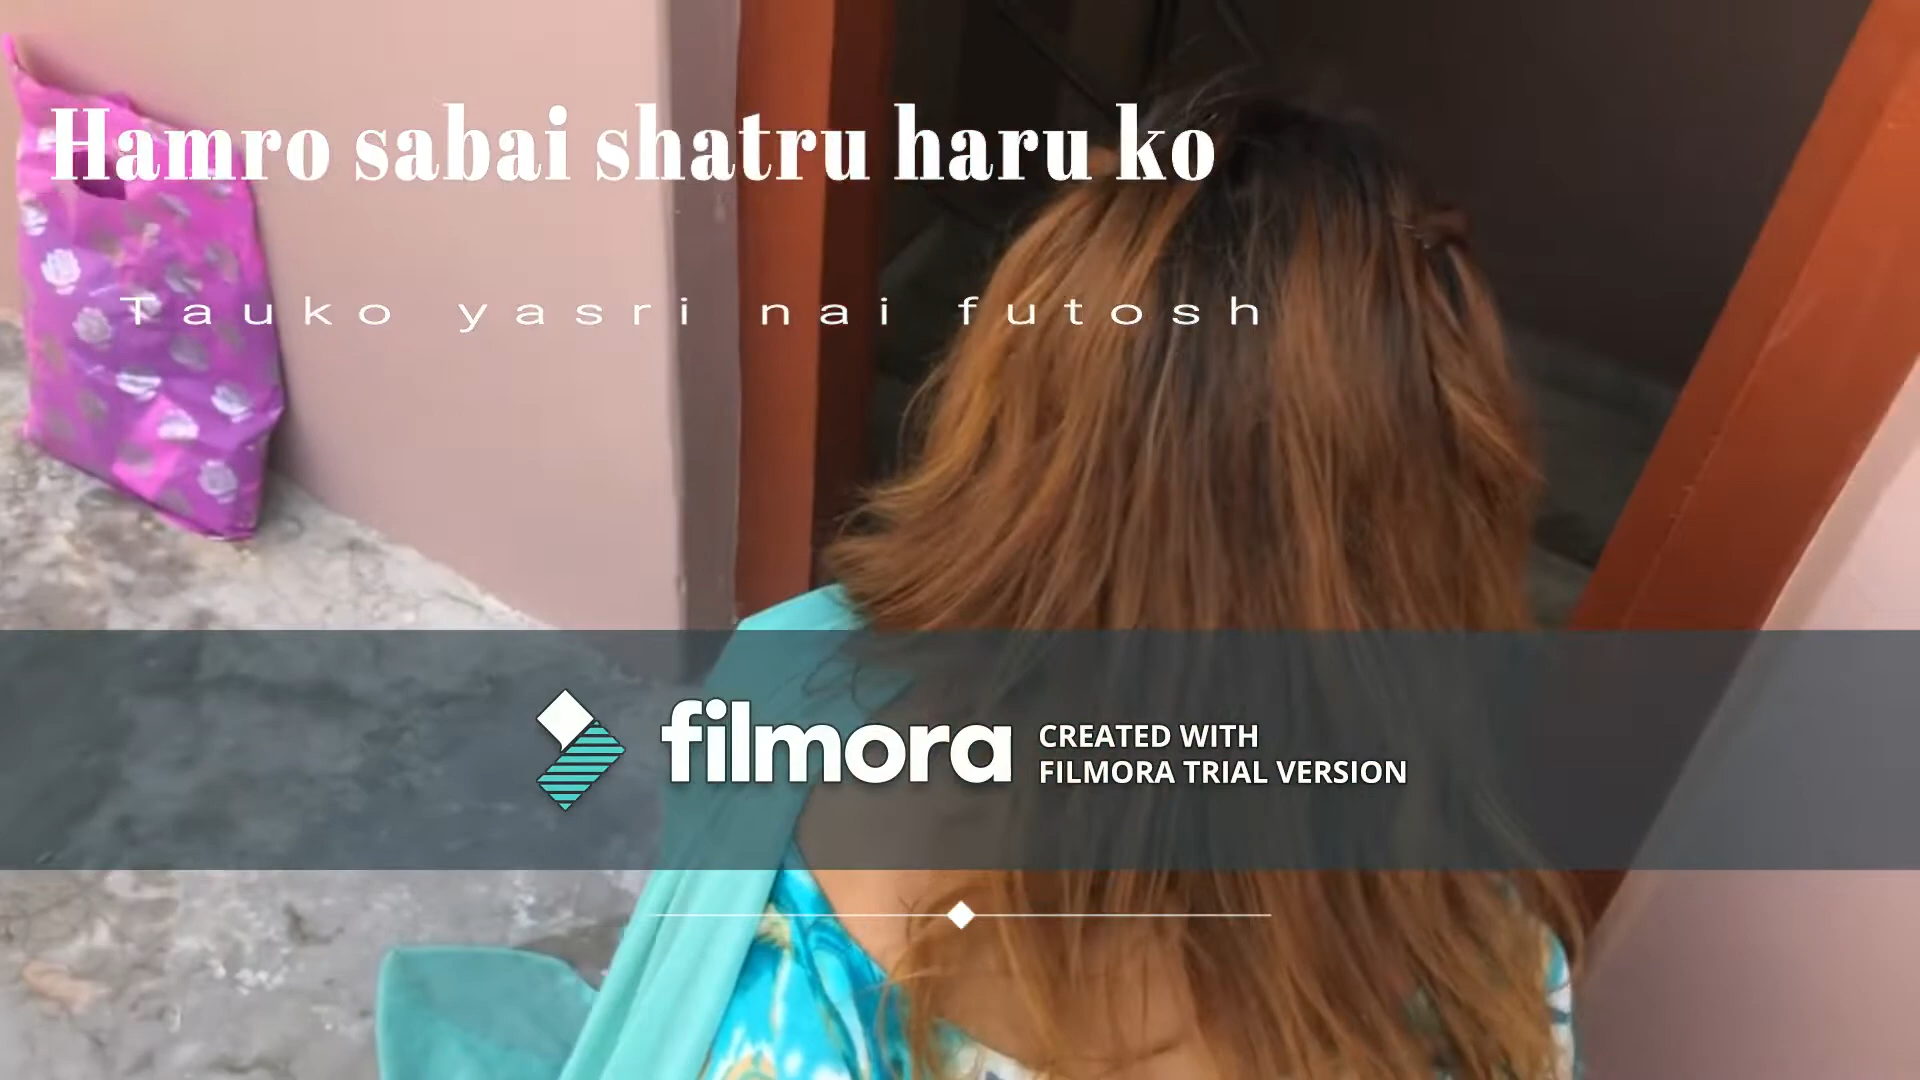 Hamro sabai shatru haru ko
Tauko yasri nai futosh
filmora
CREATED WITH
FILMORA TRIAL VERSION